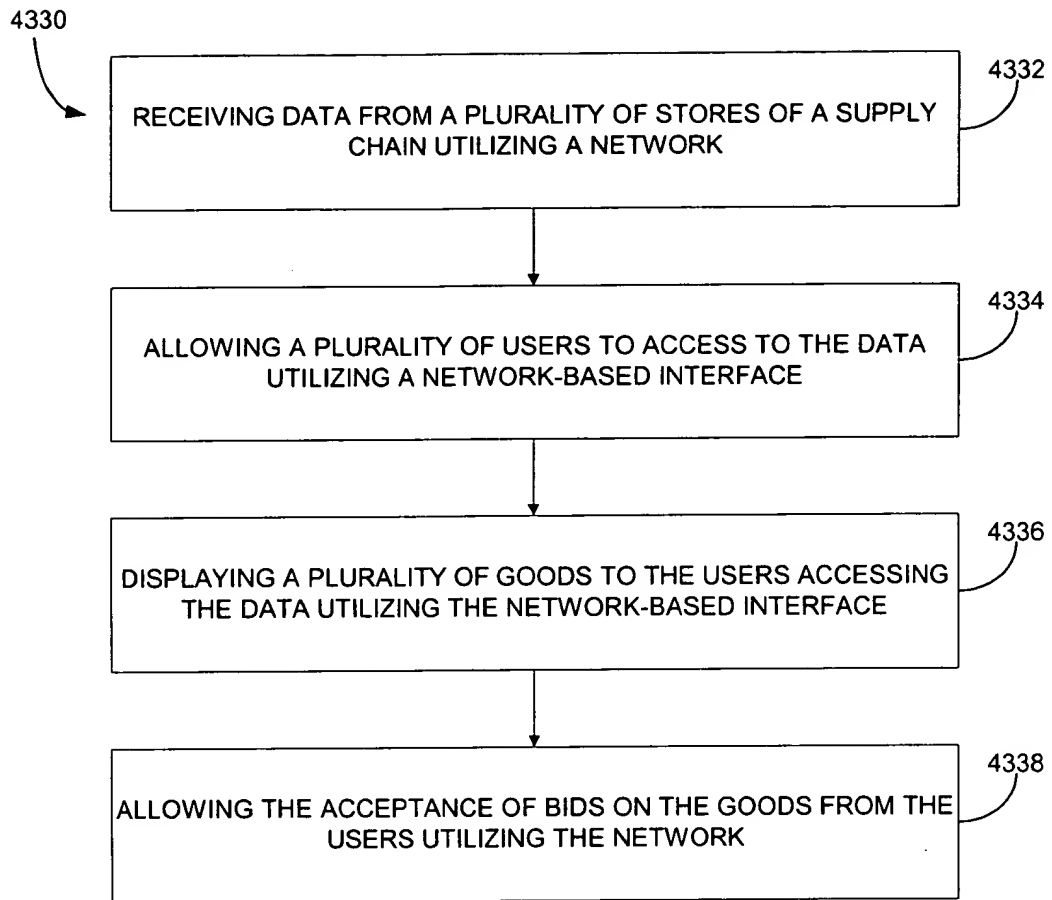 4330
4332
RECEIVING DATA FROM A PLURALITY OF STORES OF A SUPPLY
CHAIN UTILIZING A NETWORK
4334
ALLOWING A PLURALITY OF USERS TO ACCESS TO THE DATA
UTILIZING A NETWORK-BASED INTERFACE
4336
DISPLAYING A PLURALITY OF GOODS TO THE USERS ACCESSING
THE DATA UTILIZING THE NETWORK-BASED INTERFACE
4338
ALLOWING THE ACCEPTANCE OF BIDS ON THE GOODS FROM THE
USERS UTILIZING THE NETWORK